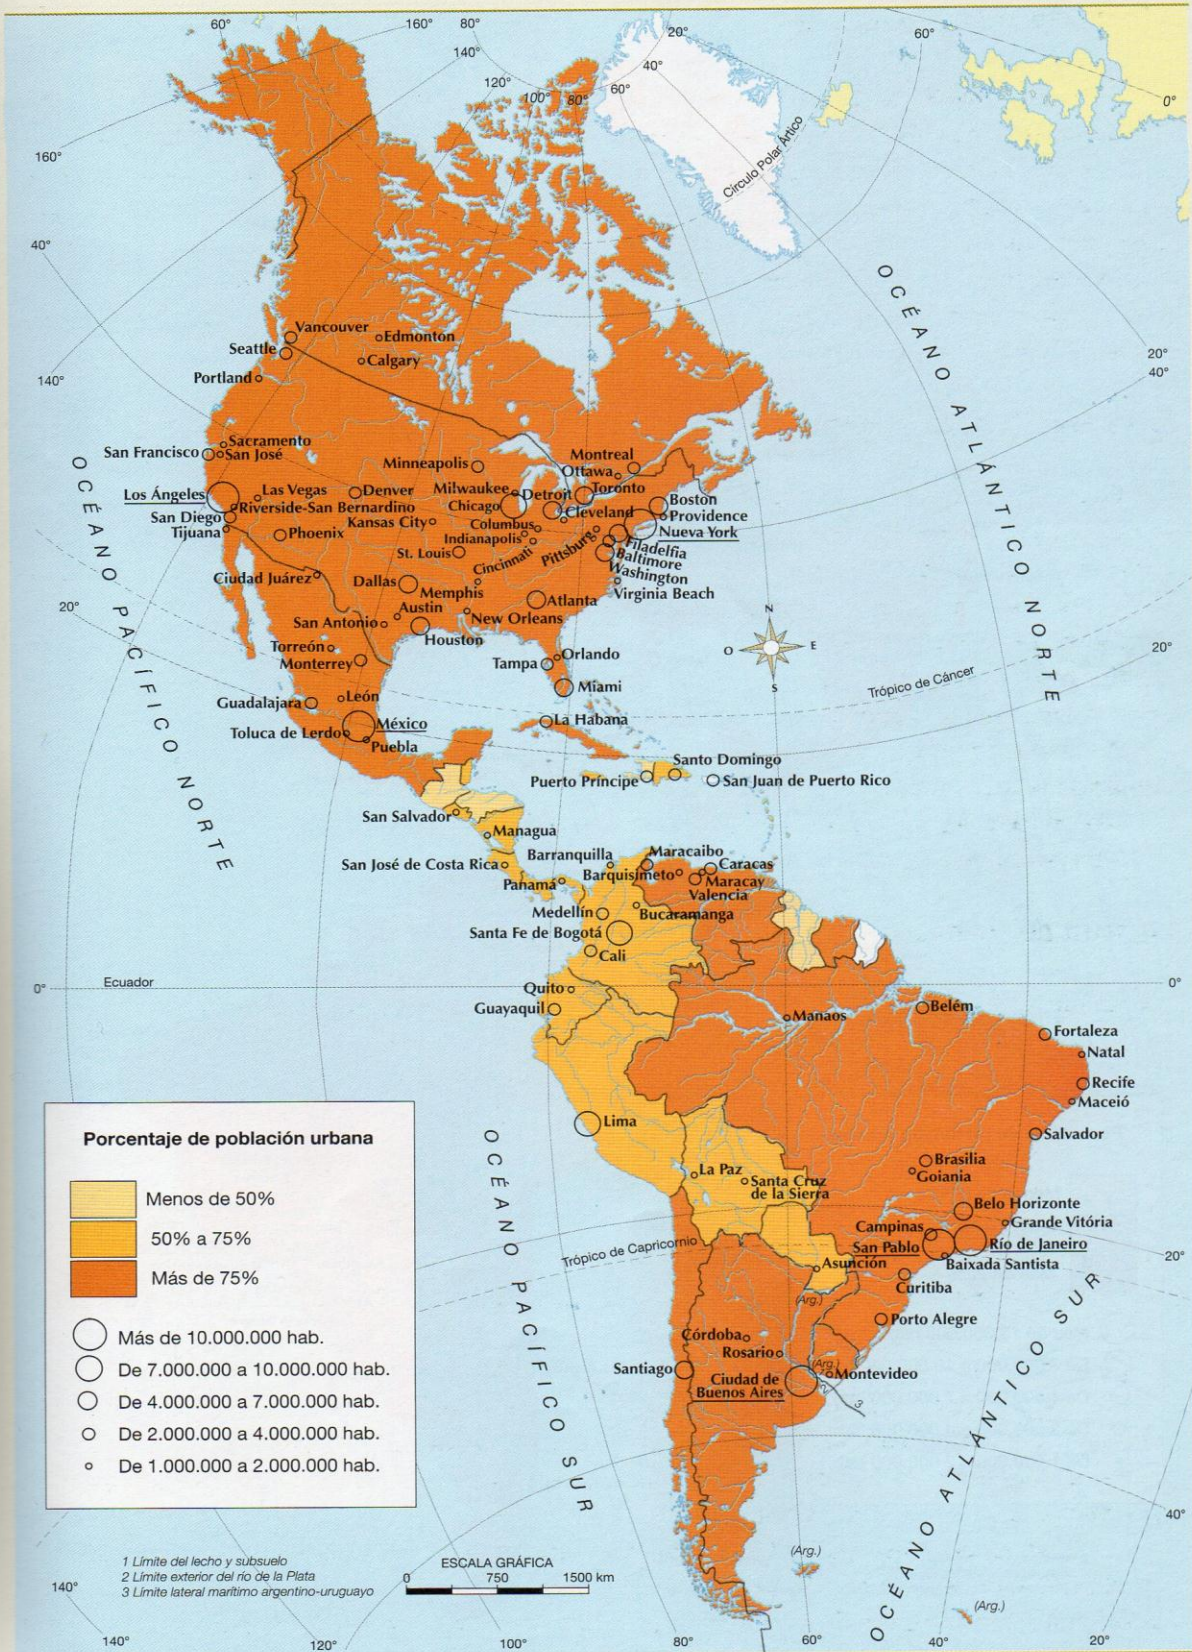 60°
160°
80°
140°
120°
100°
80°
60°
40°
20°
60°
0°
160°
40°
140°
20°
Círculo Polar Ártico
OCÉANO ATLÁNTICO NORTE
20°
40°
20°
Trópico de Cáncer
N
O
E
S
OCÉANO PACÍFICO NORTE
Vancouver
Edmonton
Seattle
Calgary
Portland
Sacramento
San Francisco
San José
Los Ángeles
Las Vegas
Riverside-San Bernardino
San Diego
Tijuana
Phoenix
Denver
Minneapolis
Milwaukee
Chicago
Detroit
Toronto
Montreal
Ottawa
Boston
Providence
Nueva York
Cleveland
Columbus
Indianapolis
Cincinnati
Pittsburg
Filadelfia
Baltimore
Washington
Virginia Beach
Kansas City
St. Louis
Ciudad Juárez
Dallas
Memphis
Atlanta
Austin
New Orleans
San Antonio
Houston
Torreón
Monterrey
Tampa
Orlando
Miami
Guadalajara
León
México
Toluca de Lerdo
Puebla
La Habana
Santo Domingo
Puerto Príncipe
San Juan de Puerto Rico
San Salvador
Managua
San José de Costa Rica
Panamá
Barranquilla
Maracaibo
Caracas
Barquisimeto
Maracay
Valencia
Medellín
Bucaramanga
Santa Fe de Bogotá
Cali
Ecuador
0°
0°
Quito
Guayaquil
Manaos
Belém
Fortaleza
Natal
Recife
Maceió
Salvador
Lima
La Paz
Santa Cruz
de la Sierra
Brasilia
Goiania
Belo Horizonte
Grande Vitória
Campinas
San Pablo
Río de Janeiro
Baixada Santista
Curitiba
Trópico de Capricornio
20°
Asunción
(Arg.)
Porto Alegre
Córdoba
Rosario
(Arg.)
Santiago
Ciudad de
Buenos Aires
Montevideo
2
3
OCÉANO PACÍFICO SUR
OCÉANO ATLÁNTICO SUR
40°
(Arg.)
(Arg.)
Porcentaje de población urbana
Menos de 50%
50% a 75%
Más de 75%
Más de 10.000.000 hab.
De 7.000.000 a 10.000.000 hab.
De 4.000.000 a 7.000.000 hab.
De 2.000.000 a 4.000.000 hab.
De 1.000.000 a 2.000.000 hab.
1 Límite del lecho y subsuelo
2 Límite exterior del río de la Plata
3 Límite lateral marítimo argentino-uruguayo
ESCALA GRÁFICA
0 750 1500 km
140°
140°
120°
100°
80°
60°
40°
20°